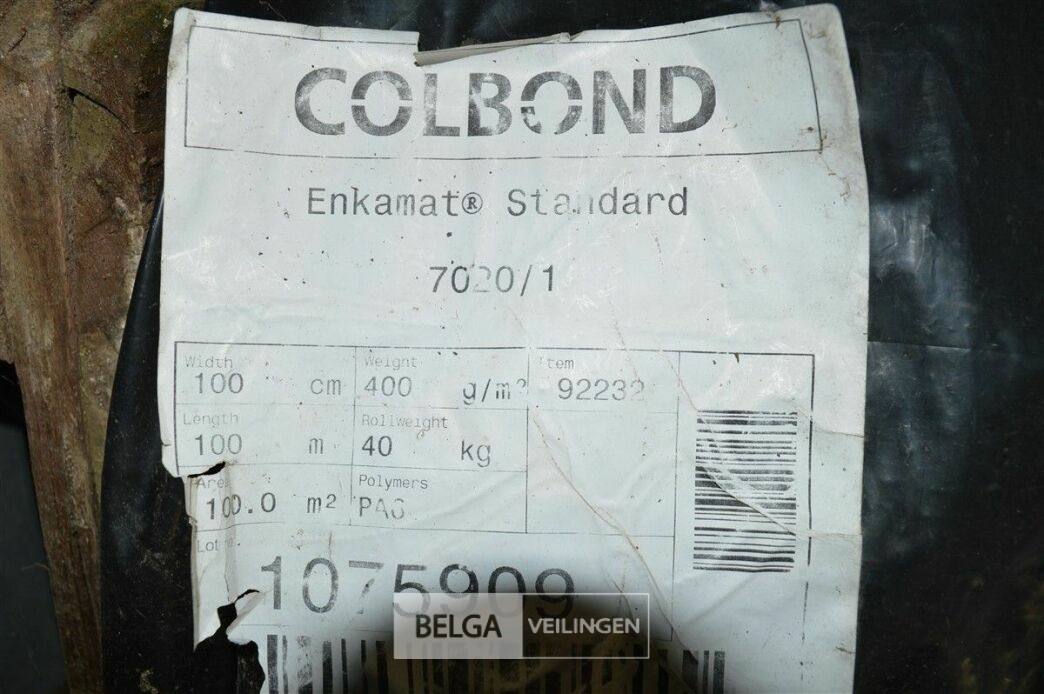 COLBOND
Enkamat® Standard
7020/1
Width Weight Item
100 cm 400 g/m² 92232
Length Rollweight
100 m 40 kg
Area Polymers
100.0 m² PA6
Lot
1075909
BELGA VEILINGEN